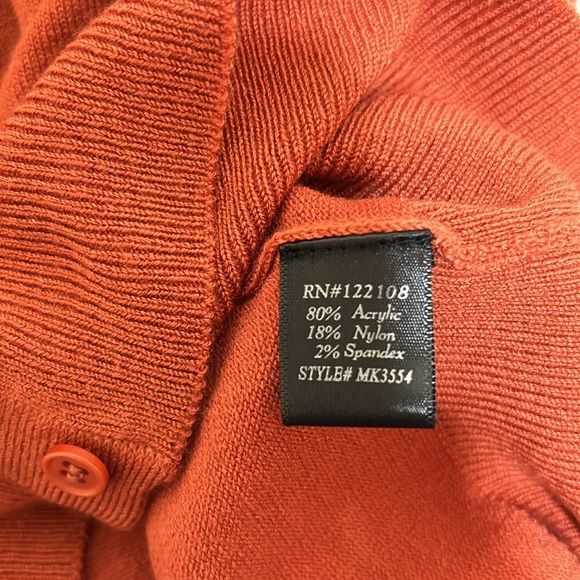 RN#122108
80% Acrylic
18% Nylon
2% Spandex
STYLE# MK3554